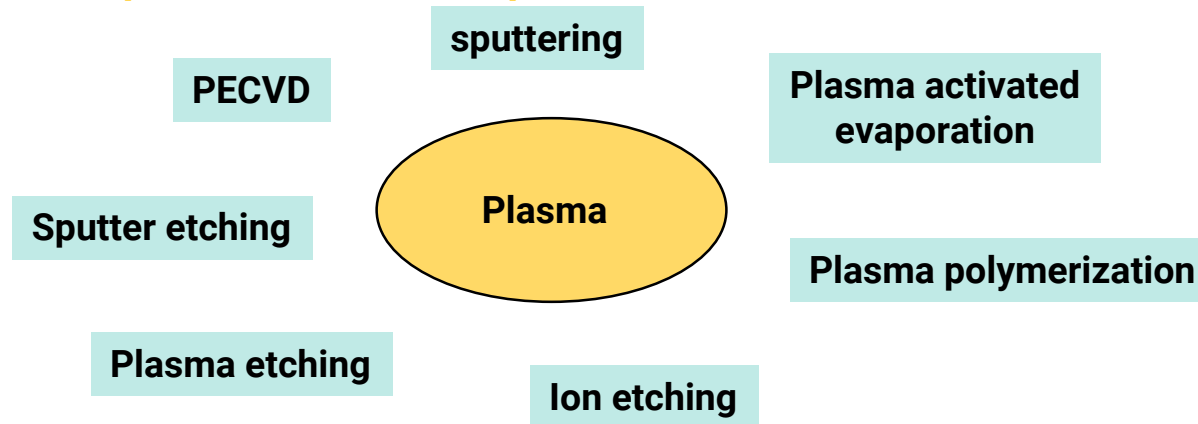 sputtering
PECVD
Plasma activated
evaporation
Plasma
Sputter etching
Plasma polymerization
Plasma etching
Ion etching